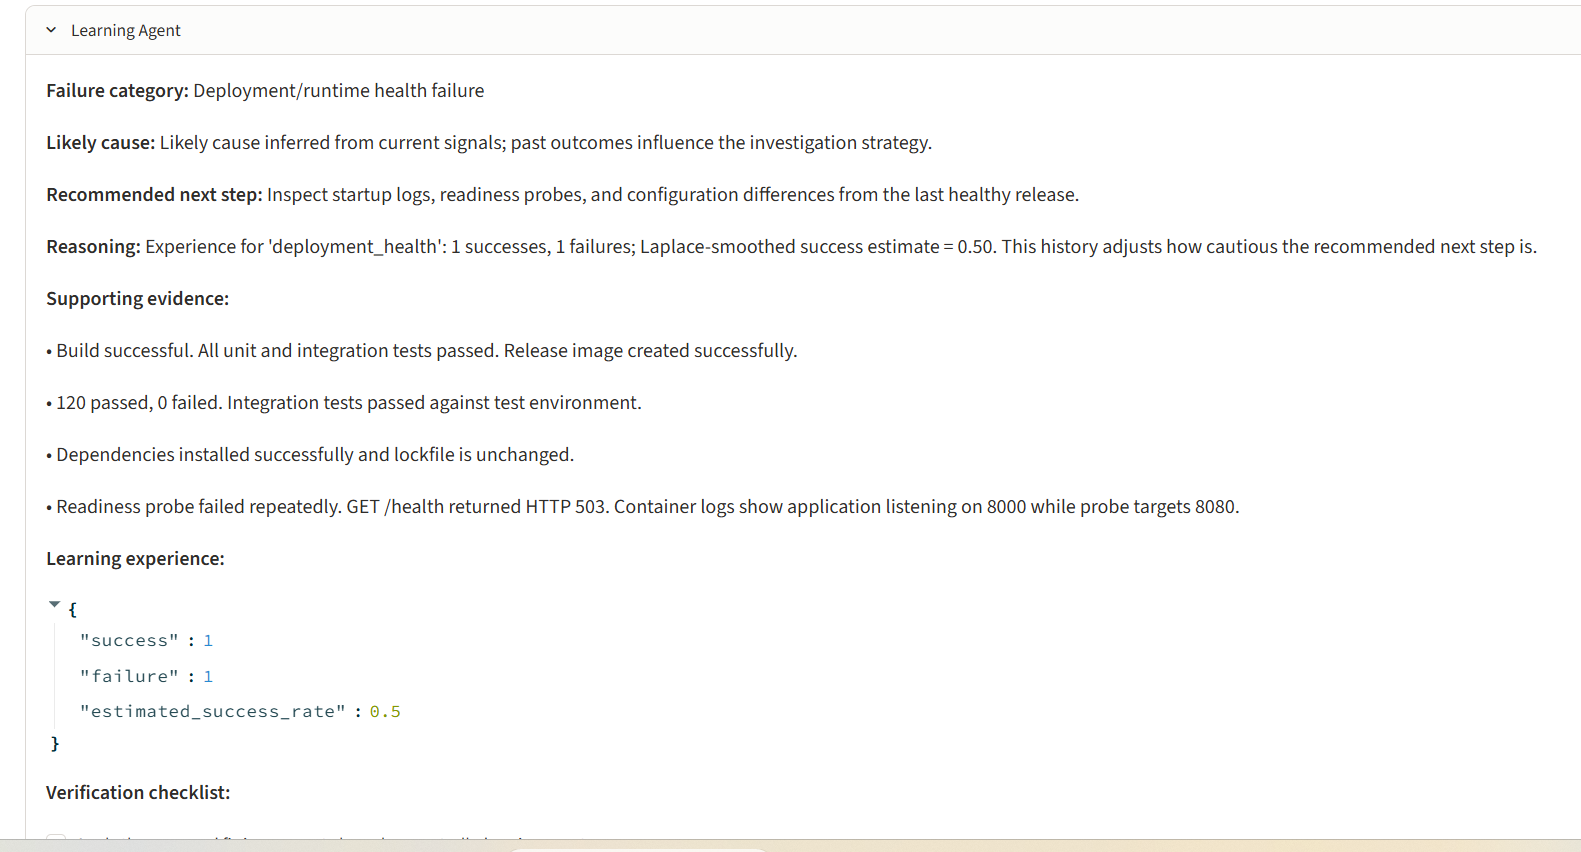 Learning Agent
Failure category: Deployment/runtime health failure
Likely cause: Likely cause inferred from current signals; past outcomes influence the investigation strategy.
Recommended next step: Inspect startup logs, readiness probes, and configuration differences from the last healthy release.
Reasoning: Experience for 'deployment_health': 1 successes, 1 failures; Laplace-smoothed success estimate = 0.50. This history adjusts how cautious the recommended next step is.
Supporting evidence:
• Build successful. All unit and integration tests passed. Release image created successfully.
• 120 passed, 0 failed. Integration tests passed against test environment.
• Dependencies installed successfully and lockfile is unchanged.
• Readiness probe failed repeatedly. GET /health returned HTTP 503. Container logs show application listening on 8000 while probe targets 8080.
Learning experience:
{
"success" : 1
"failure" : 1
"estimated_success_rate" : 0.5
}
Verification checklist: